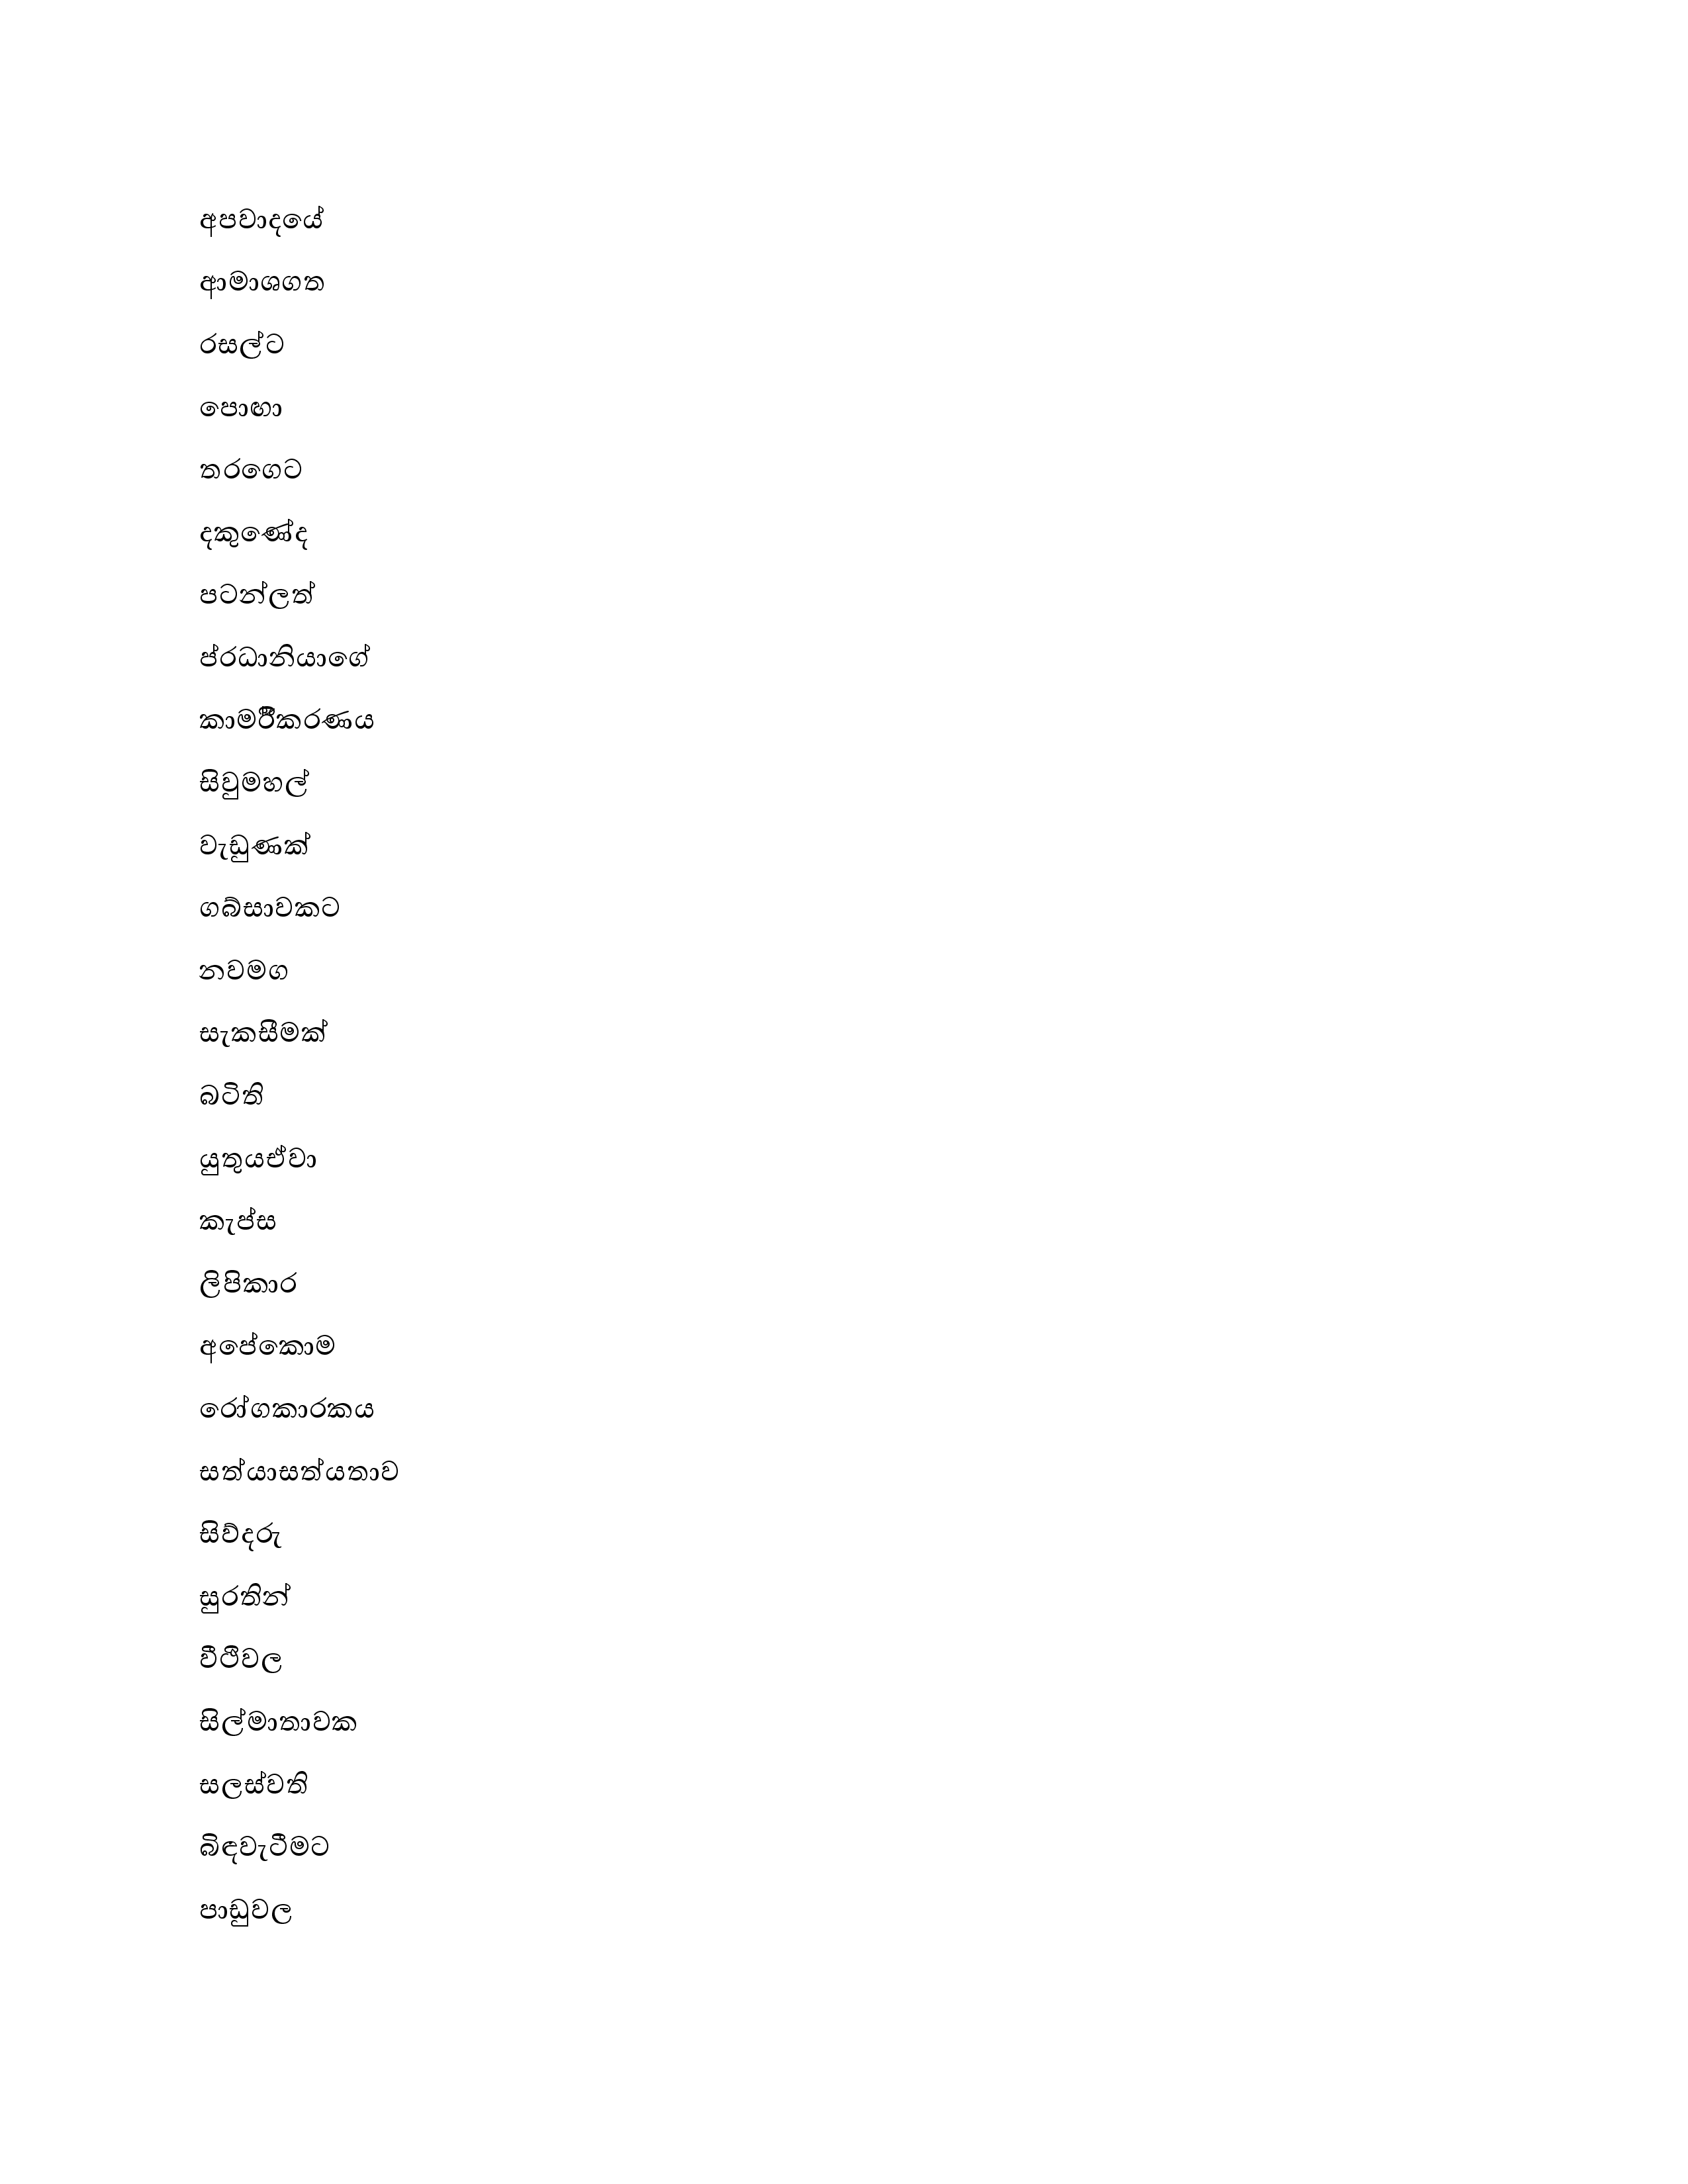 අපවාදයේ
ආමාශගත
රසල්ට
පොඟා
තරගෙට
දකුණේද
පටන්ලත්
ප්රධානියාගේ
කාමරීිකරණය
සිවුමහල්
වැඩුණක්
ගබ්සාවකට
නවමග
සැකසීමක්
බටිති
යුතුයඒවා
කැප්ස
ලිපිකාර
අපේකොම
රෝගකාරකය
සත්යාසත්යතාව
සිව්දරු
සුරතින්
වීථිවල
සිල්මාතාවක
සලස්වති
බිඳවැටීමට
පාඩුවල